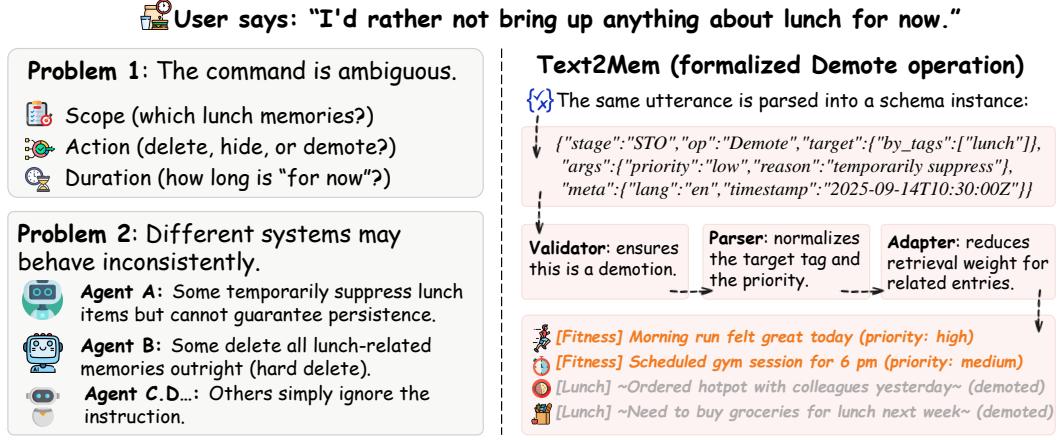 User says: “I'd rather not bring up anything about lunch for now.”
Problem 1: The command is ambiguous.
Scope (which lunch memories?)
Action (delete, hide, or demote?)
Duration (how long is “for now”?)
Problem 2: Different systems may
behave inconsistently.
Agent A: Some temporarily suppress lunch
items but cannot guarantee persistence.
Agent B: Some delete all lunch-related
memories outright (hard delete).
Agent C.D…: Others simply ignore the
instruction.
Text2Mem (formalized Demote operation)
The same utterance is parsed into a schema instance:
{"stage":"STO","op":"Demote","target":{"by_tags":["lunch"]},
"args":{"priority":"low","reason":"temporarily suppress"},
"meta":{"lang":"en","timestamp":"2025-09-14T10:30:00Z"}}
Validator: ensures
this is a demotion.
Parser: normalizes
the target tag and
the priority.
Adapter: reduces
retrieval weight for
related entries.
[Fitness] Morning run felt great today (priority: high)
[Fitness] Scheduled gym session for 6 pm (priority: medium)
[Lunch] ~Ordered hotpot with colleagues yesterday~ (demoted)
[Lunch] ~Need to buy groceries for lunch next week~ (demoted)